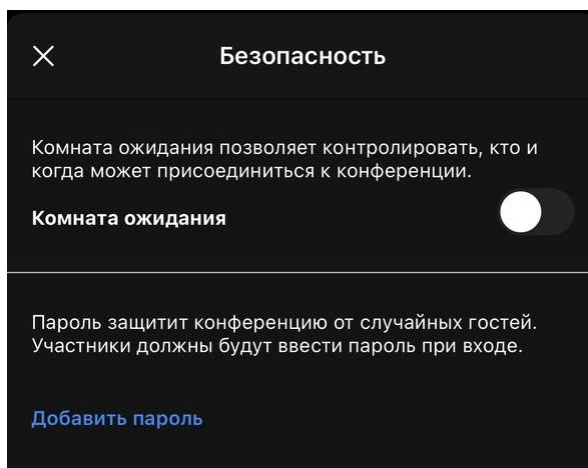 Безопасность
Комната ожидания позволяет контролировать, кто и
когда может присоединиться к конференции.
Комната ожидания
Пароль защитит конференцию от случайных гостей.
Участники должны будут ввести пароль при входе.
Добавить пароль